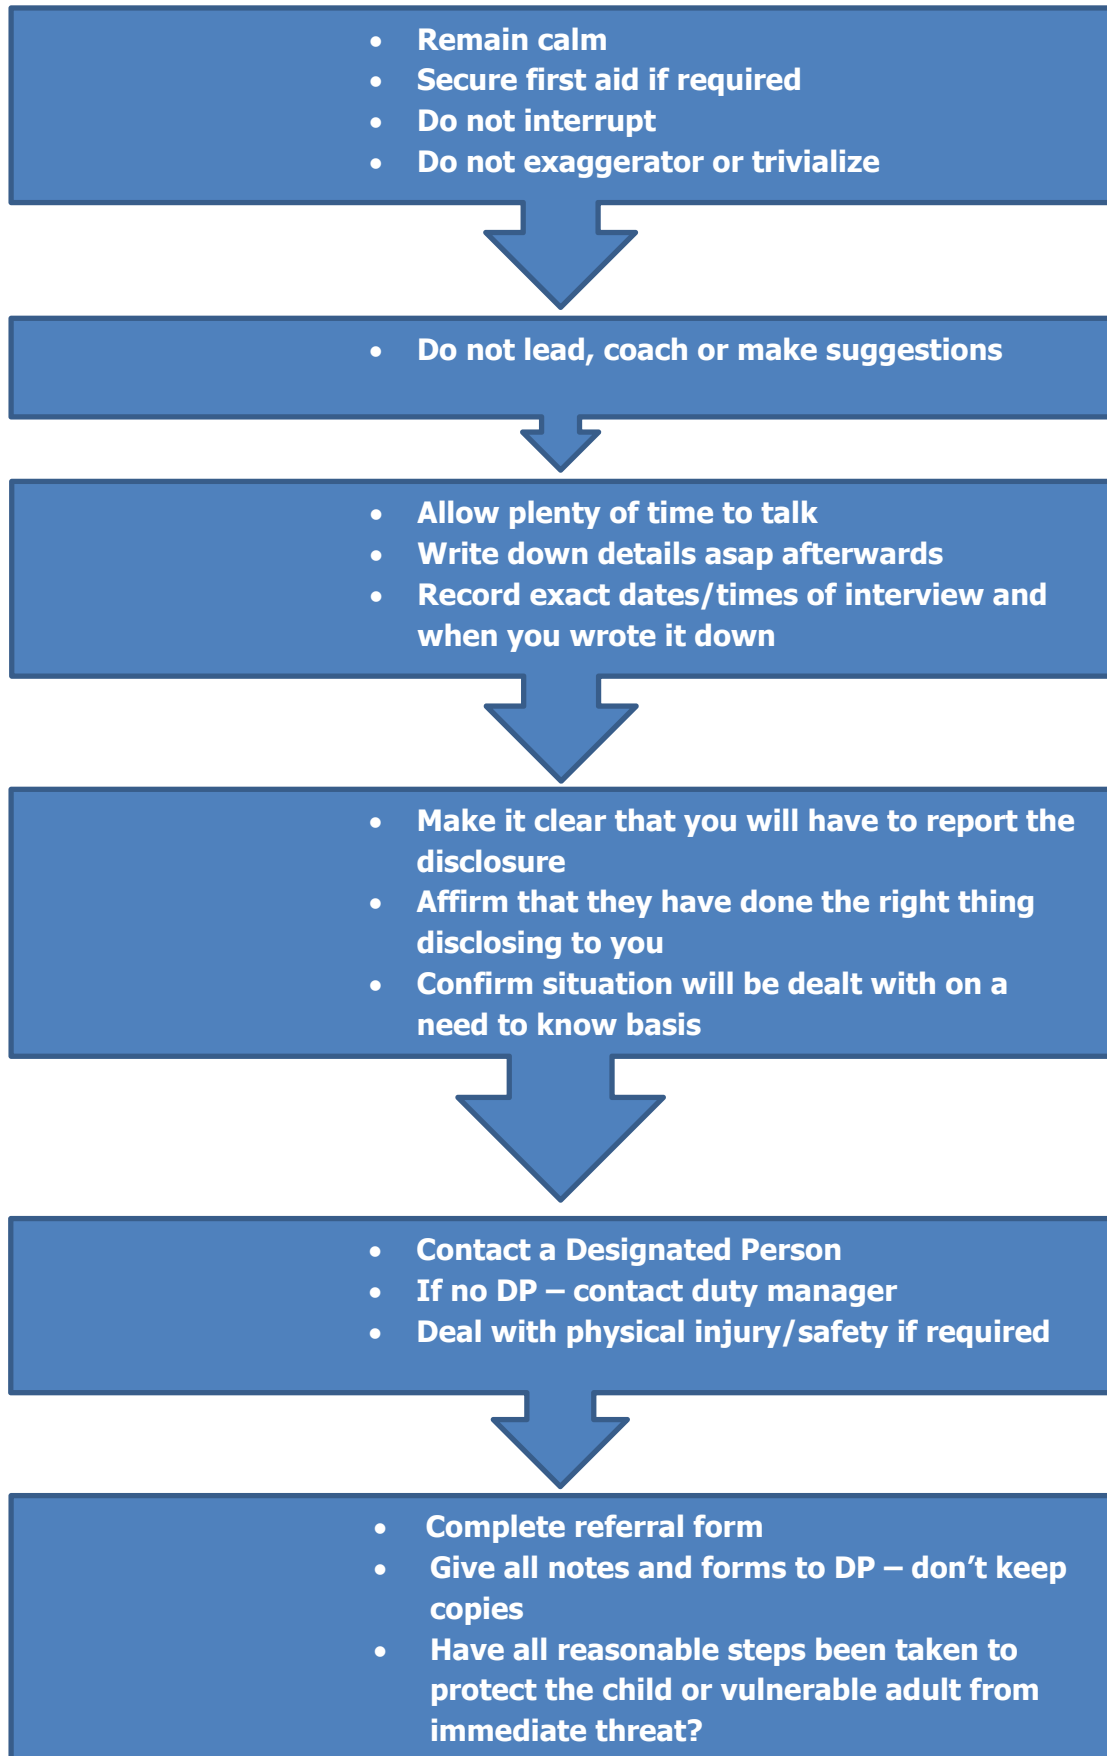 • Remain calm
• Secure first aid if required
• Do not interrupt
• Do not exaggerator or trivialize
• Do not lead, coach or make suggestions
• Allow plenty of time to talk
• Write down details asap afterwards
• Record exact dates/times of interview and
when you wrote it down
• Make it clear that you will have to report the
disclosure
• Affirm that they have done the right thing
disclosing to you
• Confirm situation will be dealt with on a
need to know basis
• Contact a Designated Person
• If no DP – contact duty manager
• Deal with physical injury/safety if required
• Complete referral form
• Give all notes and forms to DP – don’t keep
copies
• Have all reasonable steps been taken to
protect the child or vulnerable adult from
immediate threat?